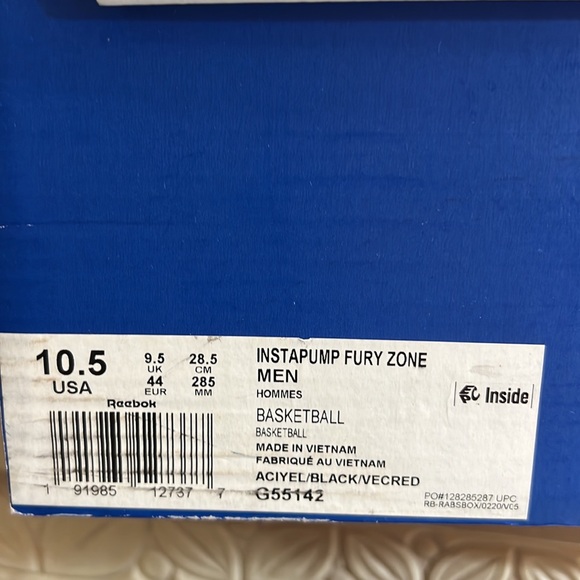 10.5
USA
9.5
UK
28.5
CM
44
EUR
285
MM
Reebok
1 91985 12737 7
INSTAPUMP FURY ZONE
MEN
HOMMES
BASKETBALL
BASKETBALL
MADE IN VIETNAM
FABRIQUÉ AU VIETNAM
ACIYEL/BLACK/VECRED
G55142
Inside
PO#128285287 UPC
RB-RABSBOX/0220/V05